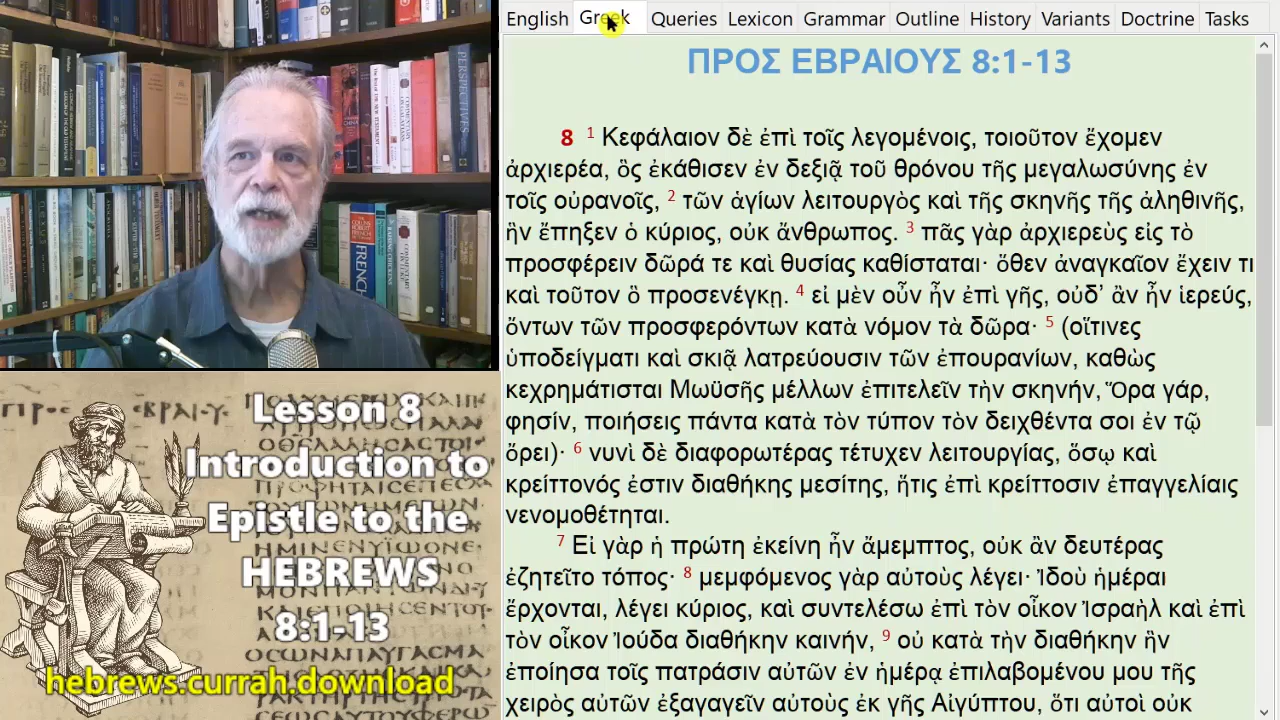 English Greek Queries Lexicon Grammar Outline History Variants Doctrine Tasks
ΠΡΟΣ ΕΒΡΑΙΟΥΣ 8:1-13
8 1 Κεφάλαιον δὲ ἐπὶ τοῖς λεγομένοις, τοιοῦτον ἔχομεν
ἀρχιερέα, ὃς ἐκάθισεν ἐν δεξιᾷ τοῦ θρόνου τῆς μεγαλωσύνης ἐν
τοῖς οὐρανοῖς, 2 τῶν ἁγίων λειτουργὸς καὶ τῆς σκηνῆς τῆς ἀληθινῆς,
ἣν ἔπηξεν ὁ κύριος, οὐκ ἄνθρωπος. 3 πᾶς γὰρ ἀρχιερεὺς εἰς τὸ
προσφέρειν δῶρά τε καὶ θυσίας καθίσταται· ὅθεν ἀναγκαῖον ἔχειν τι
καὶ τοῦτον ὃ προσενέγκῃ. 4 εἰ μὲν οὖν ἦν ἐπὶ γῆς, οὐδ’ ἂν ἦν ἱερεύς,
ὄντων τῶν προσφερόντων κατὰ νόμον τὰ δῶρα· 5 (οἵτινες
ὑποδείγματι καὶ σκιᾷ λατρεύουσιν τῶν ἐπουρανίων, καθὼς
κεχρημάτισται Μωϋσῆς μέλλων ἐπιτελεῖν τὴν σκηνήν, Ὅρα γάρ,
φησίν, ποιήσεις πάντα κατὰ τὸν τύπον τὸν δειχθέντα σοι ἐν τῷ
ὄρει)· 6 νυνὶ δὲ διαφορωτέρας τέτυχεν λειτουργίας, ὅσῳ καὶ
κρείττονός ἐστιν διαθήκης μεσίτης, ἥτις ἐπὶ κρείττοσιν ἐπαγγελίαις
νενομοθέτηται.
7 Εἰ γὰρ ἡ πρώτη ἐκείνη ἦν ἄμεμπτος, οὐκ ἂν δευτέρας
ἐζητεῖτο τόπος· 8 μεμφόμενος γὰρ αὐτοὺς λέγει· Ἰδοὺ ἡμέραι
ἔρχονται, λέγει κύριος, καὶ συντελέσω ἐπὶ τὸν οἶκον Ἰσραὴλ καὶ ἐπὶ
τὸν οἶκον Ἰούδα διαθήκην καινήν, 9 οὐ κατὰ τὴν διαθήκην ἣν
ἐποίησα τοῖς πατράσιν αὐτῶν ἐν ἡμέρᾳ ἐπιλαβομένου μου τῆς
χειρὸς αὐτῶν ἐξαγαγεῖν αὐτοὺς ἐκ γῆς Αἰγύπτου, ὅτι αὐτοὶ οὐκ
PERSPECTIVES
FRENCH
Lesson 8
Introduction to
Epistle to the
HEBREWS
8:1-13
hebrews.currah.download